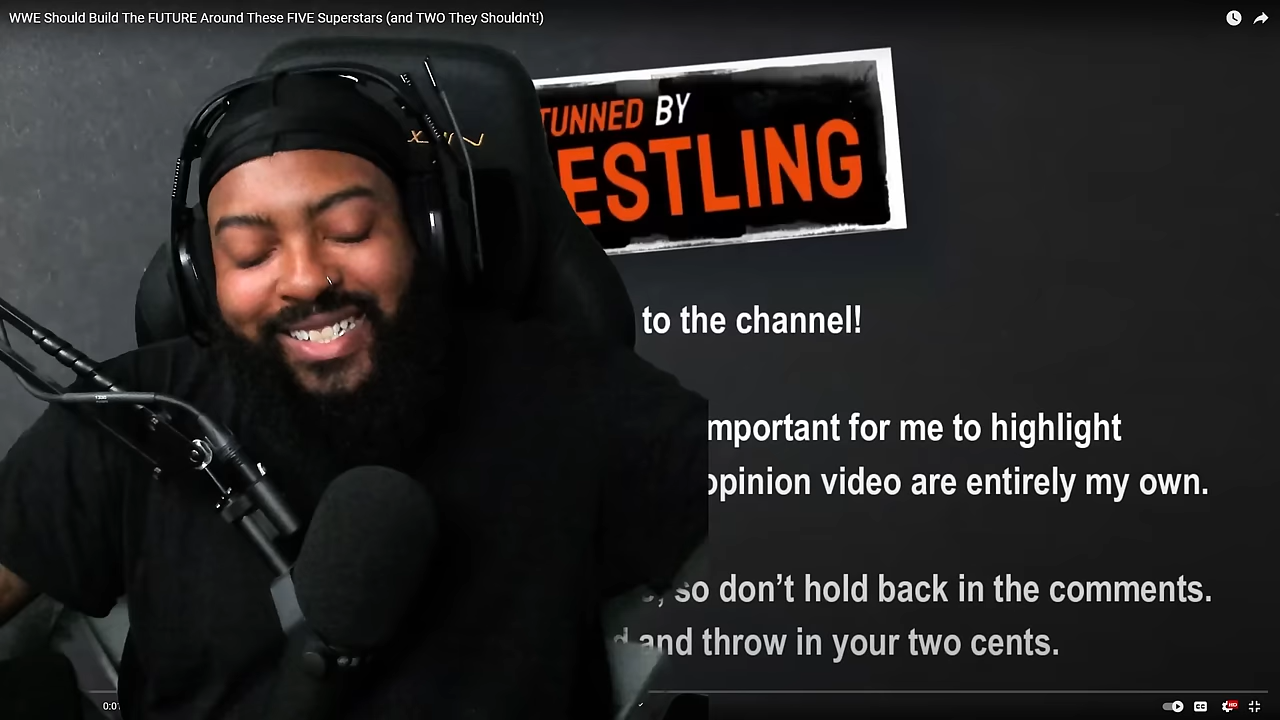 WWE Should Build The FUTURE Around These FIVE Superstars (and TWO They Shouldn't!)
TUNNED BY
ESTLING
to the channel!
mportant for me to highlight
opinion video are entirely my own.
so don't hold back in the comments.
and throw in your two cents.
CC
HD